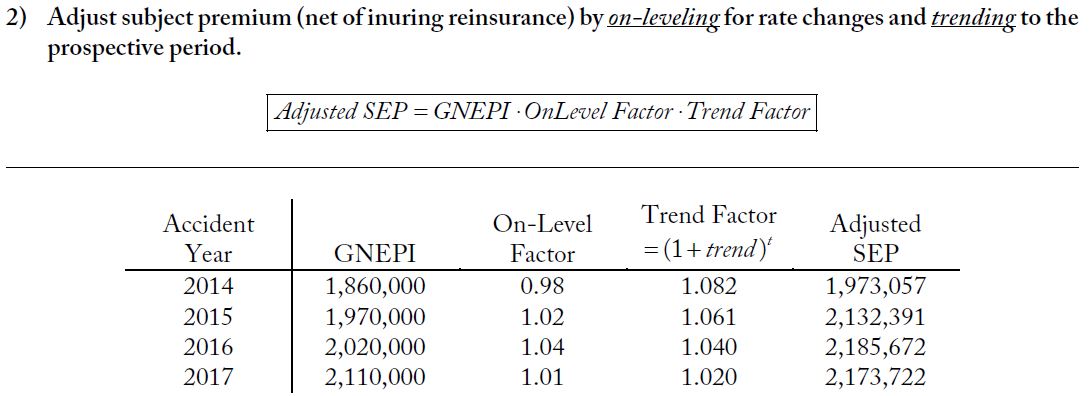 2) Adjust subject premium (net of inuring reinsurance) by on-leveling for rate changes and trending to the
prospective period.
Adjusted SEP = GNEPI · OnLevel Factor · Trend Factor
Accident Year GNEPI On-Level Factor Trend Factor = (1 + trend)^t Adjusted SEP
2014 1,860,000 0.98 1.082 1,973,057
2015 1,970,000 1.02 1.061 2,132,391
2016 2,020,000 1.04 1.040 2,185,672
2017 2,110,000 1.01 1.020 2,173,722